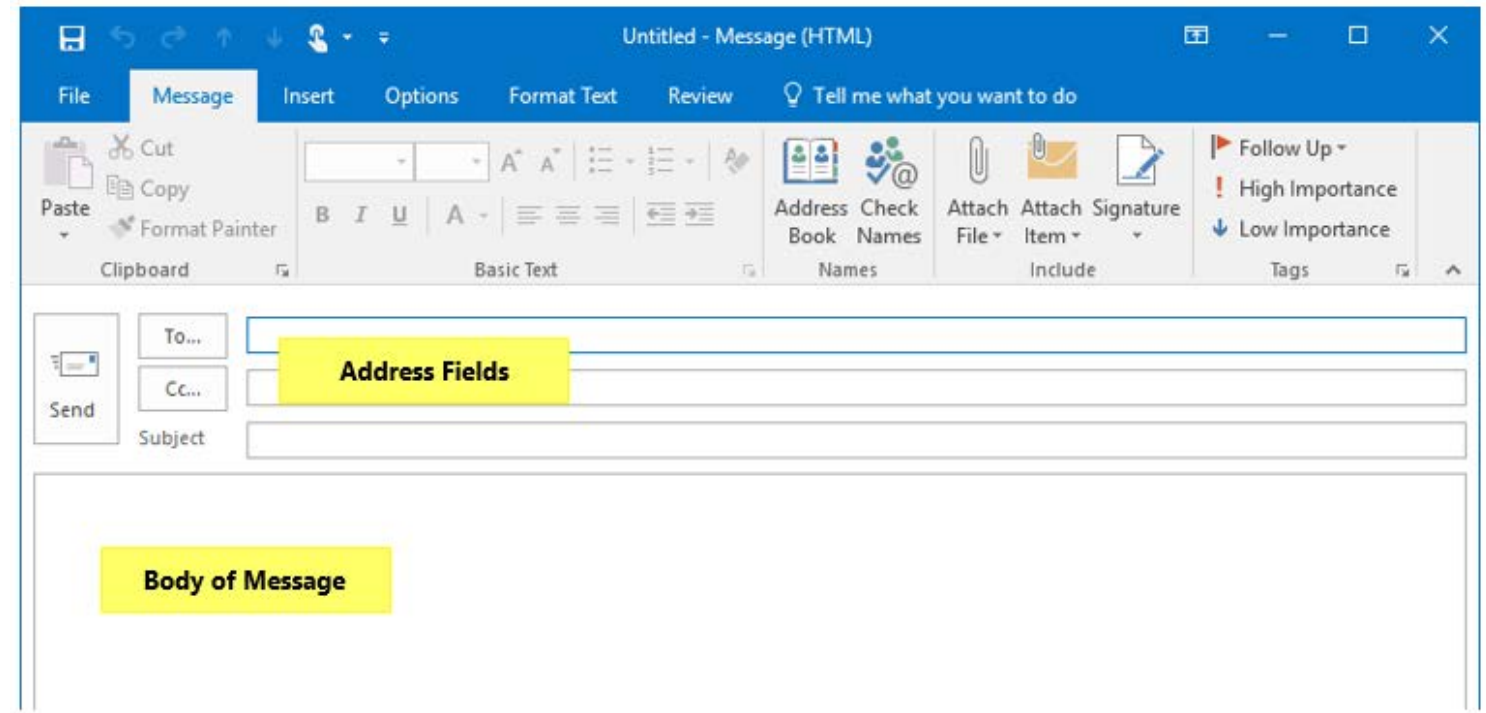 Untitled - Message (HTML)
File Message Insert Options Format Text Review Tell me what you want to do
Paste
Cut
Copy
Format Painter
Clipboard
A A
B I U A
Basic Text
Address Book
Check Names
Names
Attach File
Attach Item
Signature
Include
Follow Up
High Importance
Low Importance
Tags
Send
To...
Cc...
Subject
Address Fields
Body of Message